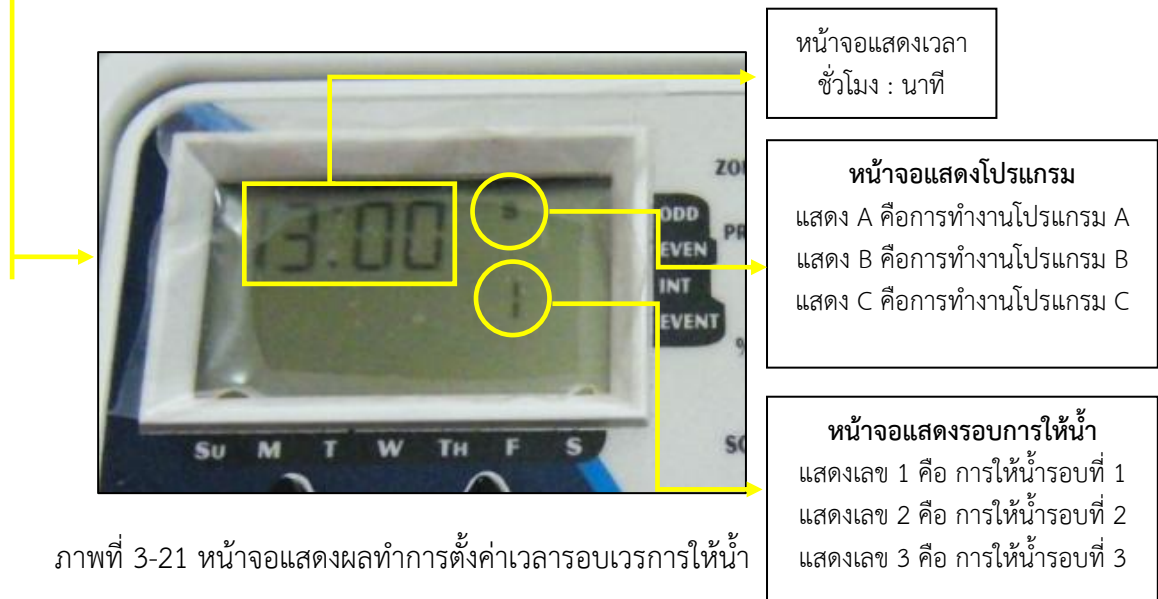 หน้าจอแสดงเวลา
ชั่วโมง : นาที
13:00
ODD
EVEN
INT
EVENT
SU M T W TH F S
หน้าจอแสดงโปรแกรม
แสดง A คือการทำงานโปรแกรม A
แสดง B คือการทำงานโปรแกรม B
แสดง C คือการทำงานโปรแกรม C
หน้าจอแสดงรอบการให้น้ำ
แสดงเลข 1 คือ การให้น้ำรอบที่ 1
แสดงเลข 2 คือ การให้น้ำรอบที่ 2
แสดงเลข 3 คือ การให้น้ำรอบที่ 3
ภาพที่ 3-21 หน้าจอแสดงผลทำการตั้งค่าเวลารอบเวรการให้น้ำ